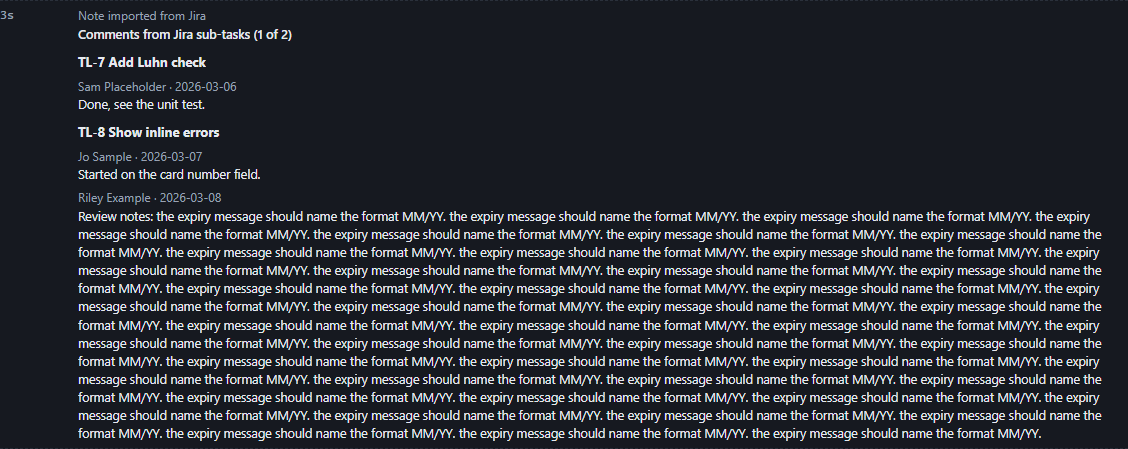 3s
Note imported from Jira
Comments from Jira sub-tasks (1 of 2)
TL-7 Add Luhn check
Sam Placeholder · 2026-03-06
Done, see the unit test.
TL-8 Show inline errors
Jo Sample · 2026-03-07
Started on the card number field.
Riley Example · 2026-03-08
Review notes: the expiry message should name the format MM/YY. the expiry message should name the format MM/YY. the expiry message should name the format MM/YY. the expiry
message should name the format MM/YY. the expiry message should name the format MM/YY. the expiry message should name the format MM/YY. the expiry message should name the
format MM/YY. the expiry message should name the format MM/YY. the expiry message should name the format MM/YY. the expiry message should name the format MM/YY. the expiry
message should name the format MM/YY. the expiry message should name the format MM/YY. the expiry message should name the format MM/YY. the expiry message should name the
format MM/YY. the expiry message should name the format MM/YY. the expiry message should name the format MM/YY. the expiry message should name the format MM/YY. the expiry
message should name the format MM/YY. the expiry message should name the format MM/YY. the expiry message should name the format MM/YY. the expiry message should name the
format MM/YY. the expiry message should name the format MM/YY. the expiry message should name the format MM/YY. the expiry message should name the format MM/YY. the expiry
message should name the format MM/YY. the expiry message should name the format MM/YY. the expiry message should name the format MM/YY. the expiry message should name the
format MM/YY. the expiry message should name the format MM/YY. the expiry message should name the format MM/YY. the expiry message should name the format MM/YY. the expiry
message should name the format MM/YY. the expiry message should name the format MM/YY. the expiry message should name the format MM/YY. the expiry message should name the
format MM/YY. the expiry message should name the format MM/YY. the expiry message should name the format MM/YY. the expiry message should name the format MM/YY. the expiry
message should name the format MM/YY. the expiry message should name the format MM/YY. the expiry message should name the format MM/YY. the expiry message should name the
format MM/YY. the expiry message should name the format MM/YY. the expiry message should name the format MM/YY. the expiry message should name the format MM/YY.